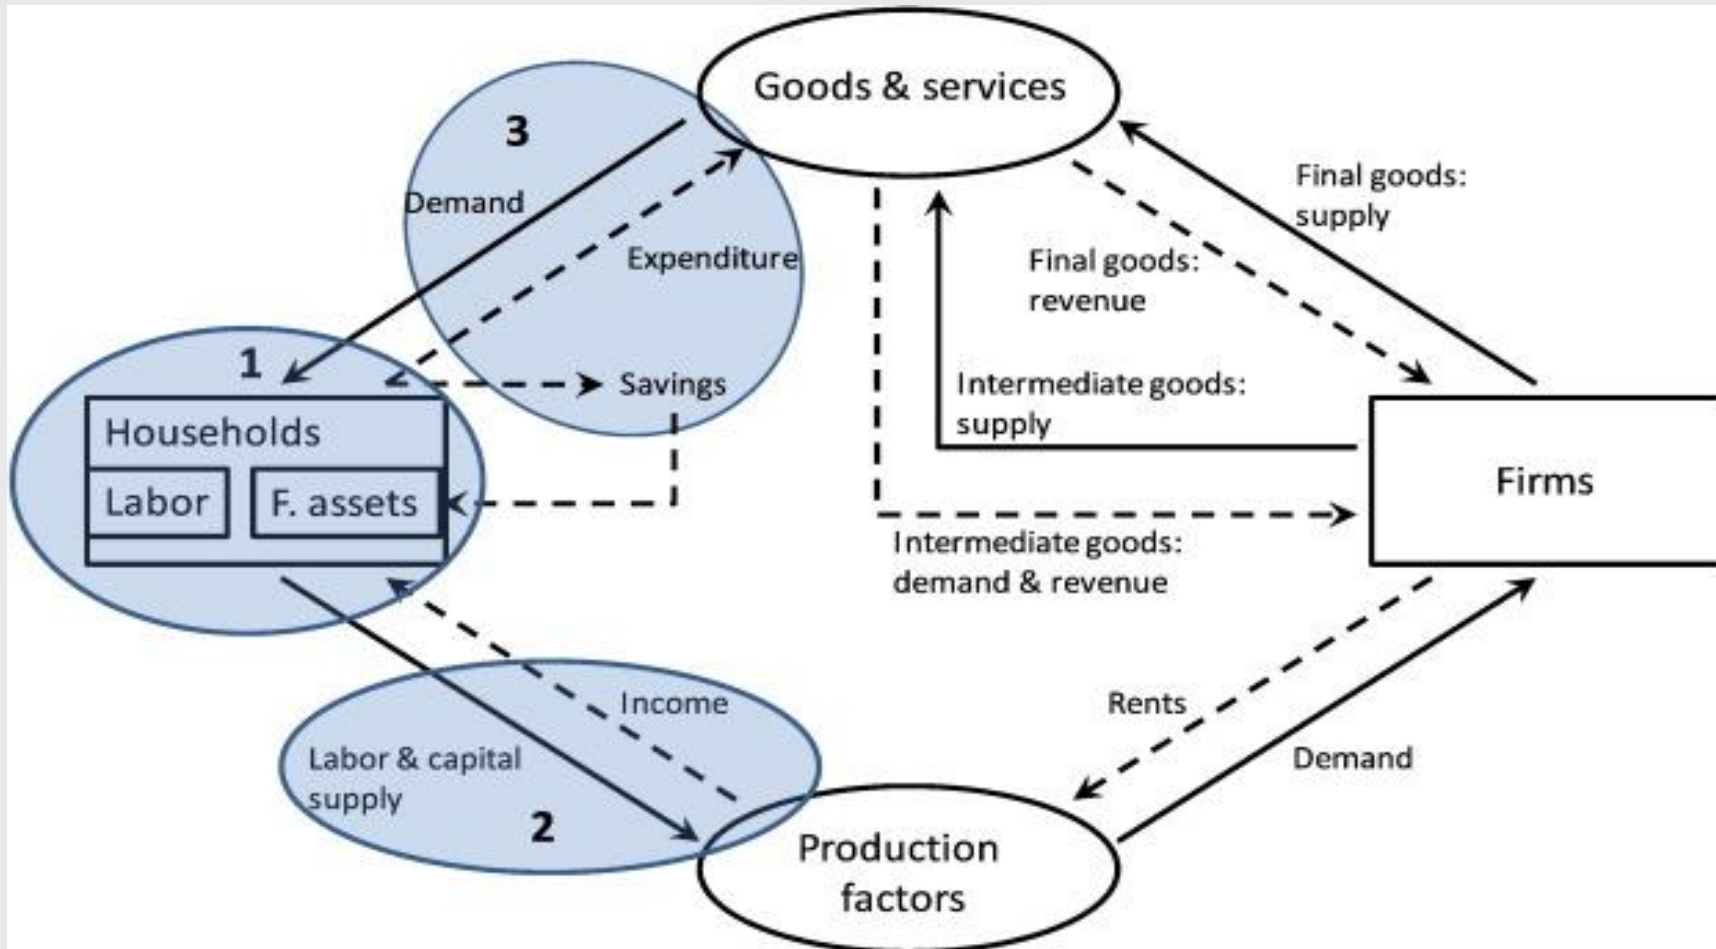 Goods & services
3
Demand
Expenditure
Final goods:
supply
Final goods:
revenue
1
Savings
Intermediate goods:
supply
Households
Labor
F. assets
Firms
Intermediate goods:
demand & revenue
Income
Labor & capital
supply
2
Rents
Demand
Production
factors